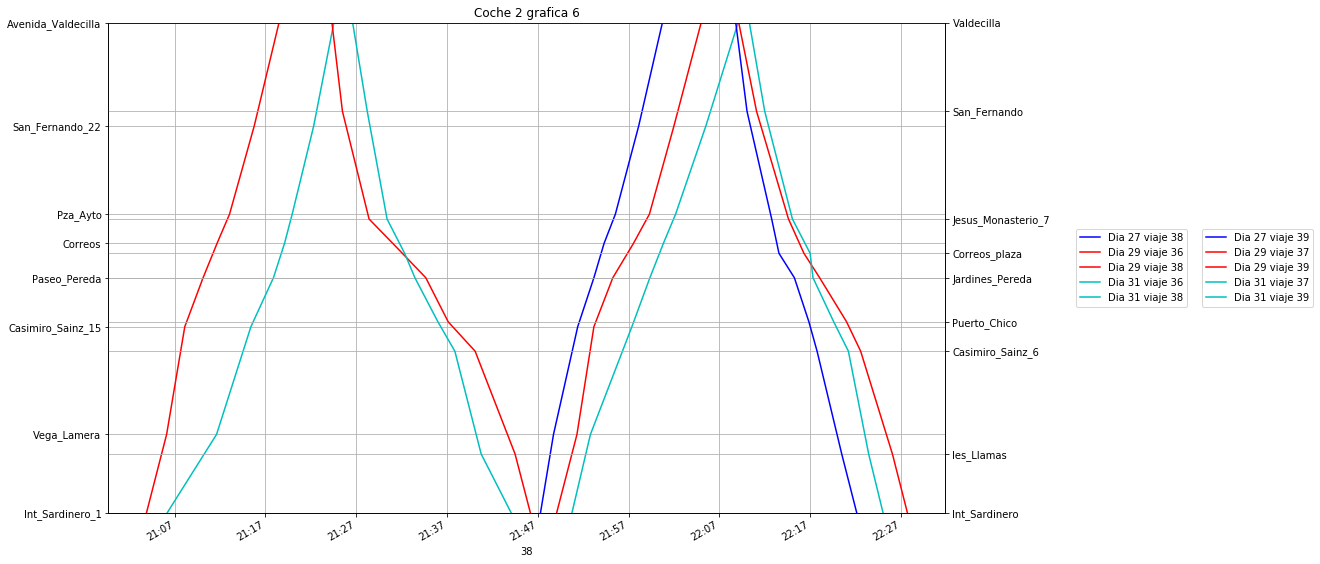 Coche 2 grafica 6
Avenida_Valdecilla
San_Fernando_22
Pza_Ayto
Correos
Paseo_Pereda
Casimiro_Sainz_15
Vega_Lamera
Int_Sardinero_1
Valdecilla
San_Fernando
Jesus_Monasterio_7
Correos_plaza
Jardines_Pereda
Puerto_Chico
Casimiro_Sainz_6
Ies_Llamas
Int_Sardinero
21:07 21:17 21:27 21:37 21:47 21:57 22:07 22:17 22:27
38
Dia 27 viaje 38
Dia 29 viaje 36
Dia 29 viaje 38
Dia 31 viaje 36
Dia 31 viaje 38
Dia 27 viaje 39
Dia 29 viaje 37
Dia 29 viaje 39
Dia 31 viaje 37
Dia 31 viaje 39